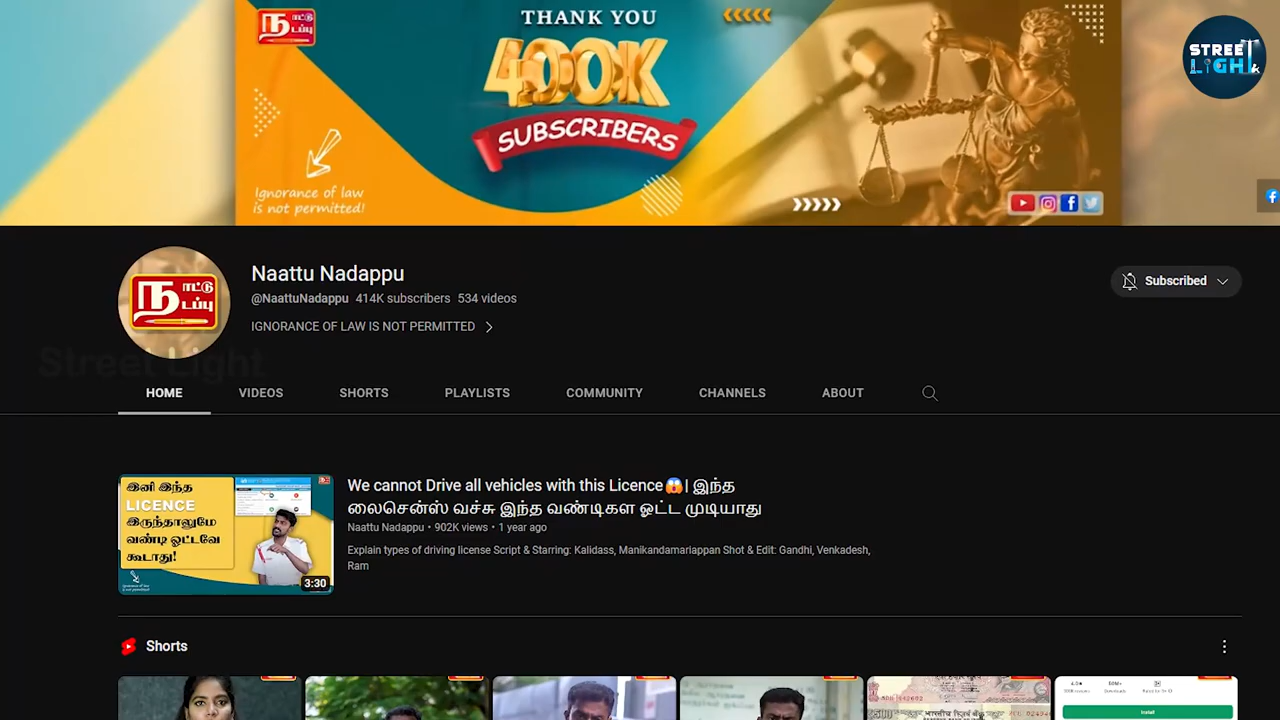 நாட்டு
நடப்பு
THANK YOU
400K
SUBSCRIBERS
Ignorance of law
is not permitted!
STREET
LIGHT
நாட்டு
நடப்பு
Naattu Nadappu
@NaattuNadappu 414K subscribers 534 videos
IGNORANCE OF LAW IS NOT PERMITTED
Subscribed
Street Light
HOME VIDEOS SHORTS PLAYLISTS COMMUNITY CHANNELS ABOUT
இனி இந்த
LICENCE
இருந்தாலுமே
வண்டி ஓட்டவே
கூடாது!
3:30
We cannot Drive all vehicles with this Licence😱| இந்த
லைசென்ஸ் வச்சு இந்த வண்டிகள ஓட்ட முடியாது
Naattu Nadappu • 902K views • 1 year ago
Explain types of driving license Script & Starring: Kalidass, Manikandamariappan Shot & Edit: Gandhi, Venkadesh,
Ram
Shorts
Install